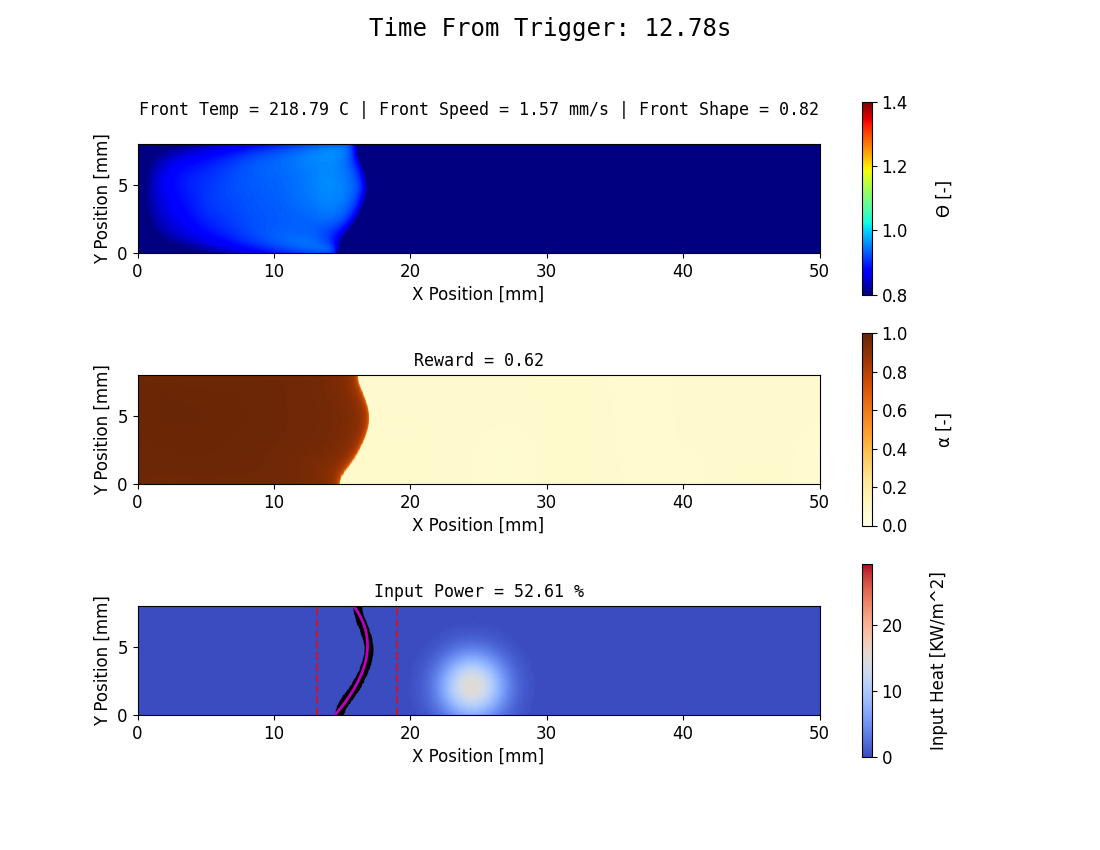 Time From Trigger: 12.78s
Front Temp = 218.79 C | Front Speed = 1.57 mm/s | Front Shape = 0.82
Y Position [mm]
5
0
0 10 20 30 40 50
X Position [mm]
1.4
1.2
1.0
0.8
Θ [-]
Reward = 0.62
Y Position [mm]
5
0
0 10 20 30 40 50
X Position [mm]
1.0
0.8
0.6
0.4
0.2
0.0
α [-]
Input Power = 52.61 %
Y Position [mm]
5
0
0 10 20 30 40 50
X Position [mm]
20
10
0
Input Heat [KW/m^2]